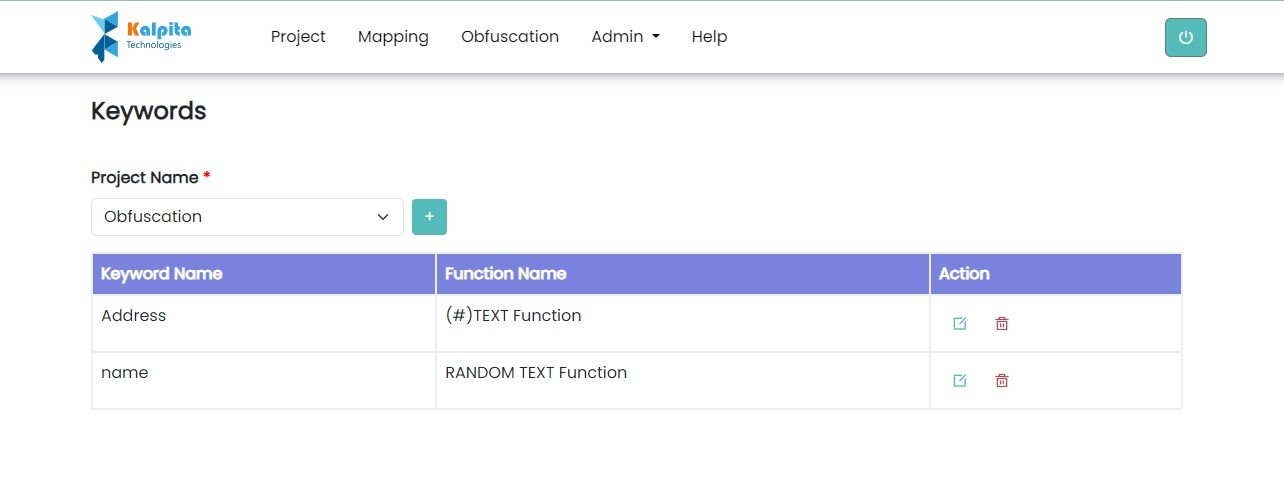 Kalpita
Technologies
Project Mapping Obfuscation Admin Help
Keywords
Project Name *
Obfuscation
+
Keyword Name Function Name Action
Address (#)TEXT Function
name RANDOM TEXT Function